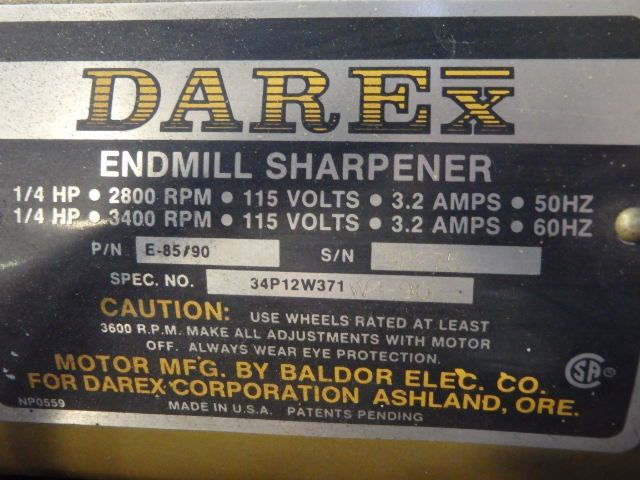 DAREX
ENDMILL SHARPENER
1/4 HP • 2800 RPM • 115 VOLTS • 3.2 AMPS • 50HZ
1/4 HP • 3400 RPM • 115 VOLTS • 3.2 AMPS • 60HZ
P/N E-85/90 S/N
SPEC. NO. 34P12W371
CAUTION: USE WHEELS RATED AT LEAST
3600 R.P.M. MAKE ALL ADJUSTMENTS WITH MOTOR
OFF. ALWAYS WEAR EYE PROTECTION.
MOTOR MFG. BY BALDOR ELEC. CO.
FOR DAREX CORPORATION ASHLAND, ORE.
NP0559 MADE IN U.S.A. PATENTS PENDING
SA ®